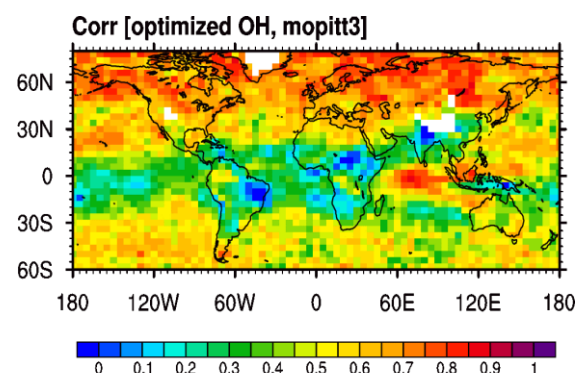 Corr [optimized OH, mopitt3]
60N
30N
0
30S
60S
180 120W 60W 0 60E 120E 180
0 0.1 0.2 0.3 0.4 0.5 0.6 0.7 0.8 0.9 1